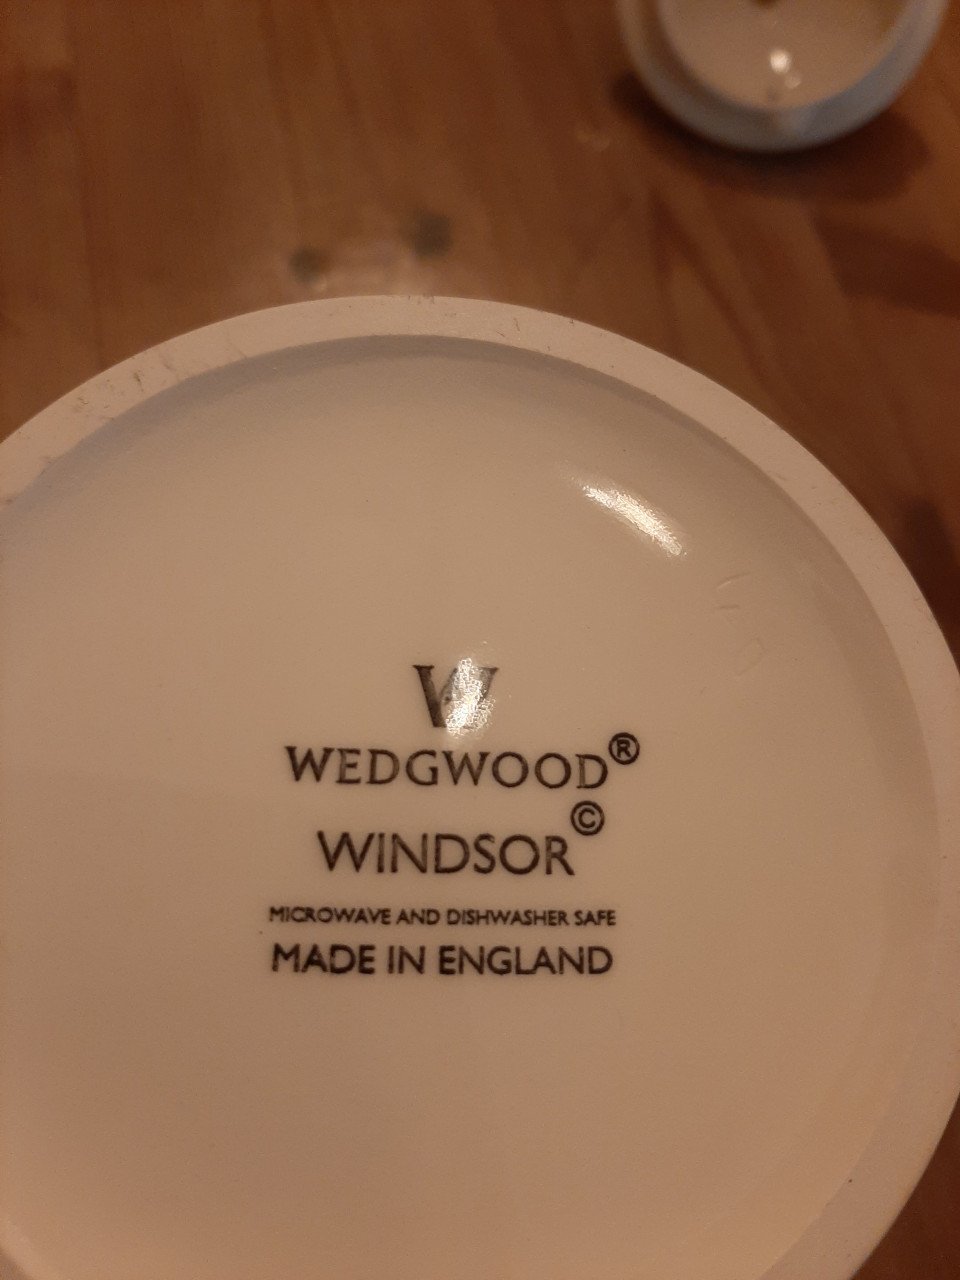 W
WEDGWOOD®
WINDSOR©
MICROWAVE AND DISHWASHER SAFE
MADE IN ENGLAND